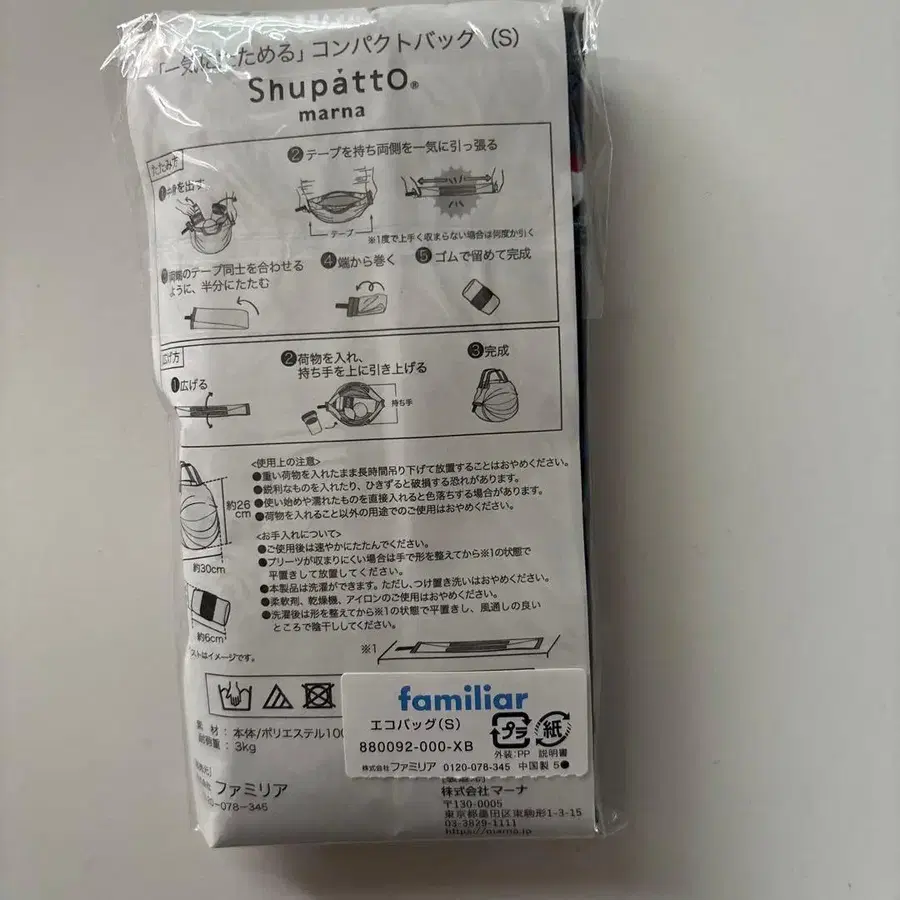 「一気にたためる」コンパクトバッグ（S）
Shupatto®
marna
たたみ方
❶中身を出す
❷テープを持ち両側を一気に引っ張る
テープ
※1度で上手く収まらない場合は何度か引く
❸両端のテープ同士を合わせる
ように、半分にたたむ
❹端から巻く
❺ゴムで留めて完成
広げ方
❶広げる
❷荷物を入れ、
持ち手を上に引き上げる
持ち手
❸完成
<使用上の注意>
●重い荷物を入れたまま長時間吊り下げて放置することはおやめください。
●鋭利なものを入れたり、ひきずると破損する恐れがあります。
●使い始めや濡れたものを直接入れると色落ちする場合があります。
●荷物を入れること以外の用途でのご使用はおやめください。
約26
cm
約30cm
約6cm
<お手入れについて>
●ご使用後は速やかにたたんでください。
●プリーツが収まりにくい場合は手で形を整えてから※1の状態で
平置きして放置してください。
●本製品は洗濯ができます。ただし、つけ置き洗いはおやめください。
●柔軟剤、乾燥機、アイロンのご使用はおやめください。
●洗濯後は形を整えてから※1の状態で平置きし、風通しの良い
ところで陰干ししてください。
ストはイメージです。
※1
familiar
エコバッグ(S)
880092-000-XB
プラ
紙
外装:PP 説明書
株式会社 ファミリア 0120-078-345 中国製 5●
素 材：本体/ポリエステル100
耐荷重：3kg
ファミリア
0120-078-345
株式会社マーナ
〒130-0005
東京都墨田区東駒形1-3-15
03-3829-1111
http://marna.jp